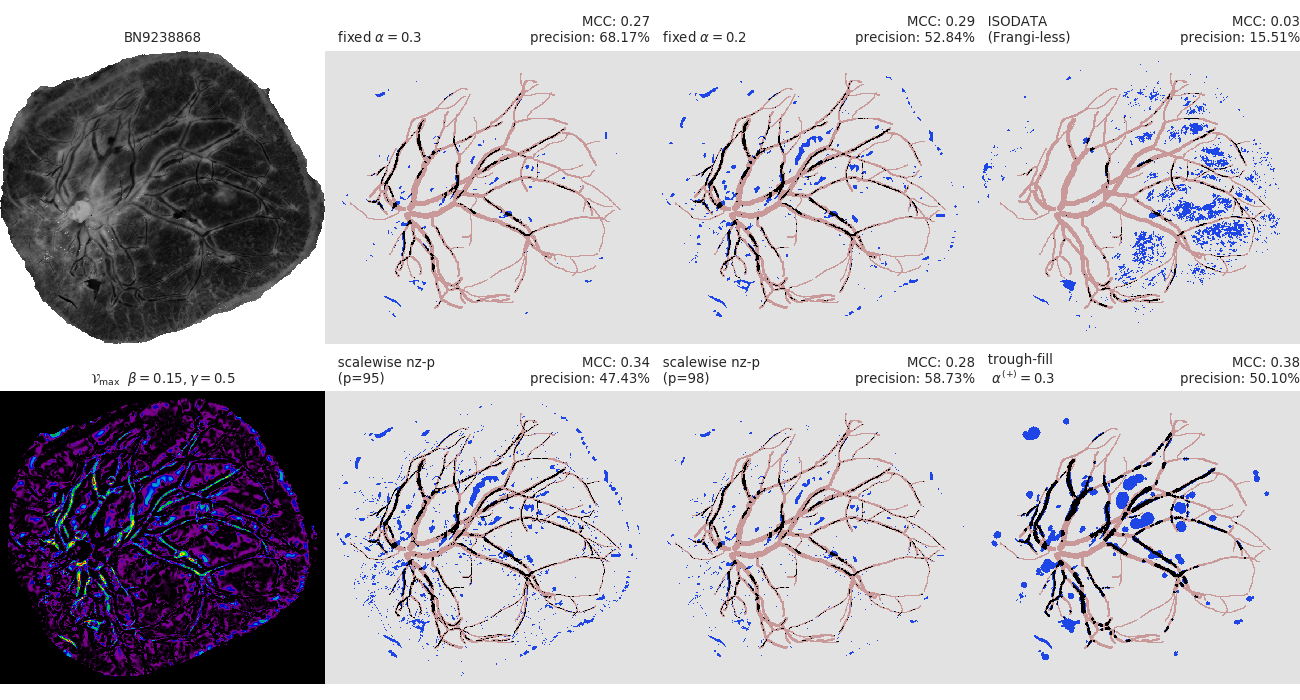 BN9238868
fixed α = 0.3
MCC: 0.27
precision: 68.17%
fixed α = 0.2
MCC: 0.29
precision: 52.84%
ISODATA
(Frangi-less)
MCC: 0.03
precision: 15.51%
𝒱max β = 0.15, γ = 0.5
scalewise nz-p
(p=95)
MCC: 0.34
precision: 47.43%
scalewise nz-p
(p=98)
MCC: 0.28
precision: 58.73%
trough-fill
α(+) = 0.3
MCC: 0.38
precision: 50.10%